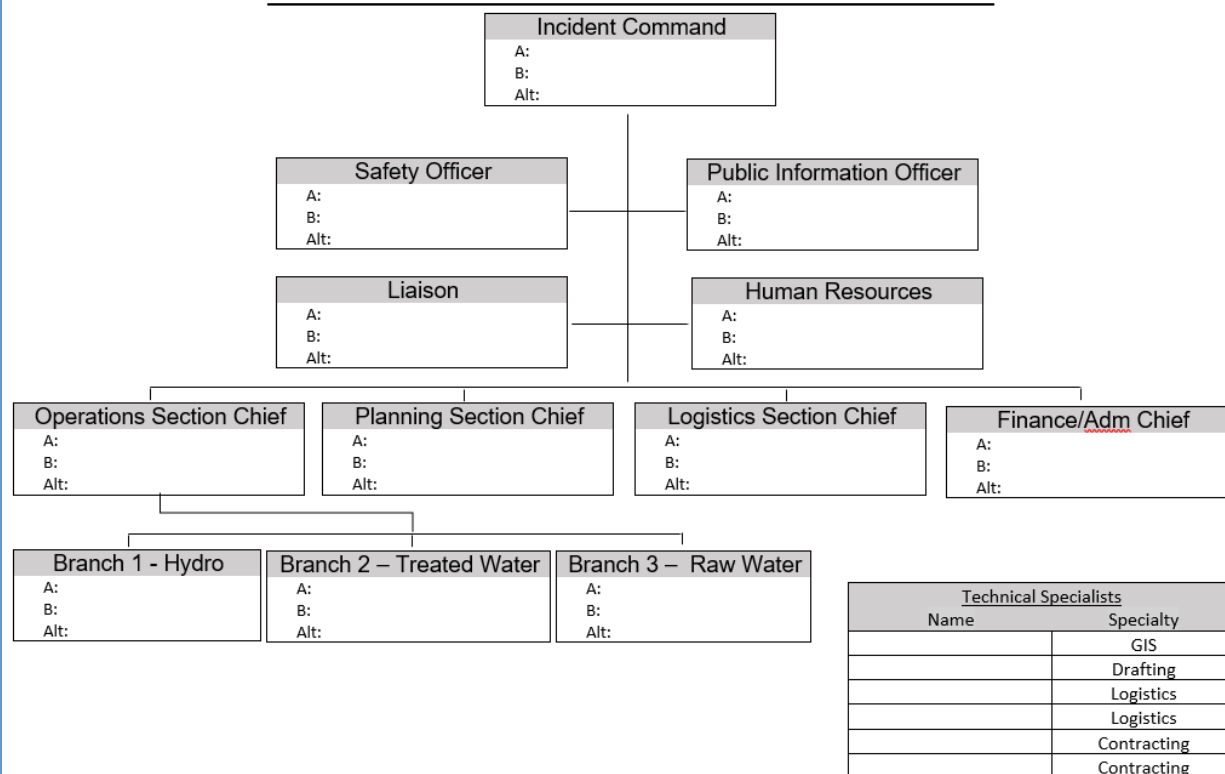 Incident Command
A:
B:
Alt:
Safety Officer
A:
B:
Alt:
Public Information Officer
A:
B:
Alt:
Liaison
A:
B:
Alt:
Human Resources
A:
B:
Alt:
Operations Section Chief
A:
B:
Alt:
Planning Section Chief
A:
B:
Alt:
Logistics Section Chief
A:
B:
Alt:
Finance/Adm Chief
A:
B:
Alt:
Branch 1 - Hydro
A:
B:
Alt:
Branch 2 – Treated Water
A:
B:
Alt:
Branch 3 – Raw Water
A:
B:
Alt:
Technical Specialists
Name Specialty
GIS
Drafting
Logistics
Logistics
Contracting
Contracting